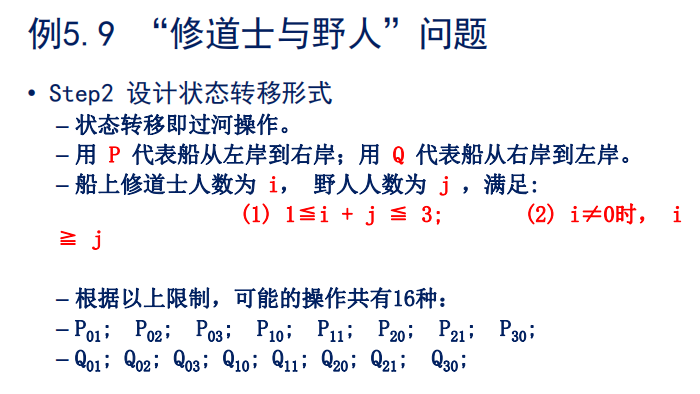 例5.9 “修道士与野人”问题
• Step2 设计状态转移形式
– 状态转移即过河操作。
– 用 P 代表船从左岸到右岸；用 Q 代表船从右岸到左岸。
– 船上修道士人数为 i， 野人人数为 j ，满足:
(1) 1≦i + j ≦ 3; (2) i≠0时， i
≧ j
– 根据以上限制，可能的操作共有16种：
– P01; P02; P03; P10; P11; P20; P21; P30;
– Q01; Q02; Q03; Q10; Q11; Q20; Q21; Q30;